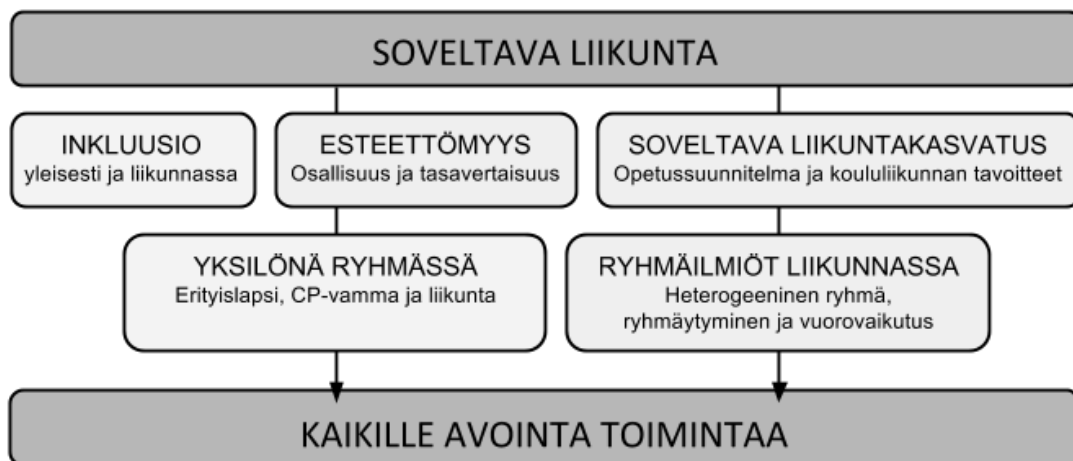 SOVELTAVA LIIKUNTA
INKLUUSIO
yleisesti ja liikunnassa
ESTEETTÖMYYS
Osallisuus ja tasavertaisuus
SOVELTAVA LIIKUNTAKASVATUS
Opetussuunnitelma ja koululiikunnan tavoitteet
YKSILÖNÄ RYHMÄSSÄ
Erityislapsi, CP-vamma ja liikunta
RYHMÄILMIÖT LIIKUNNASSA
Heterogeeninen ryhmä,
ryhmäytyminen ja vuorovaikutus
KAIKILLE AVOINTA TOIMINTAA